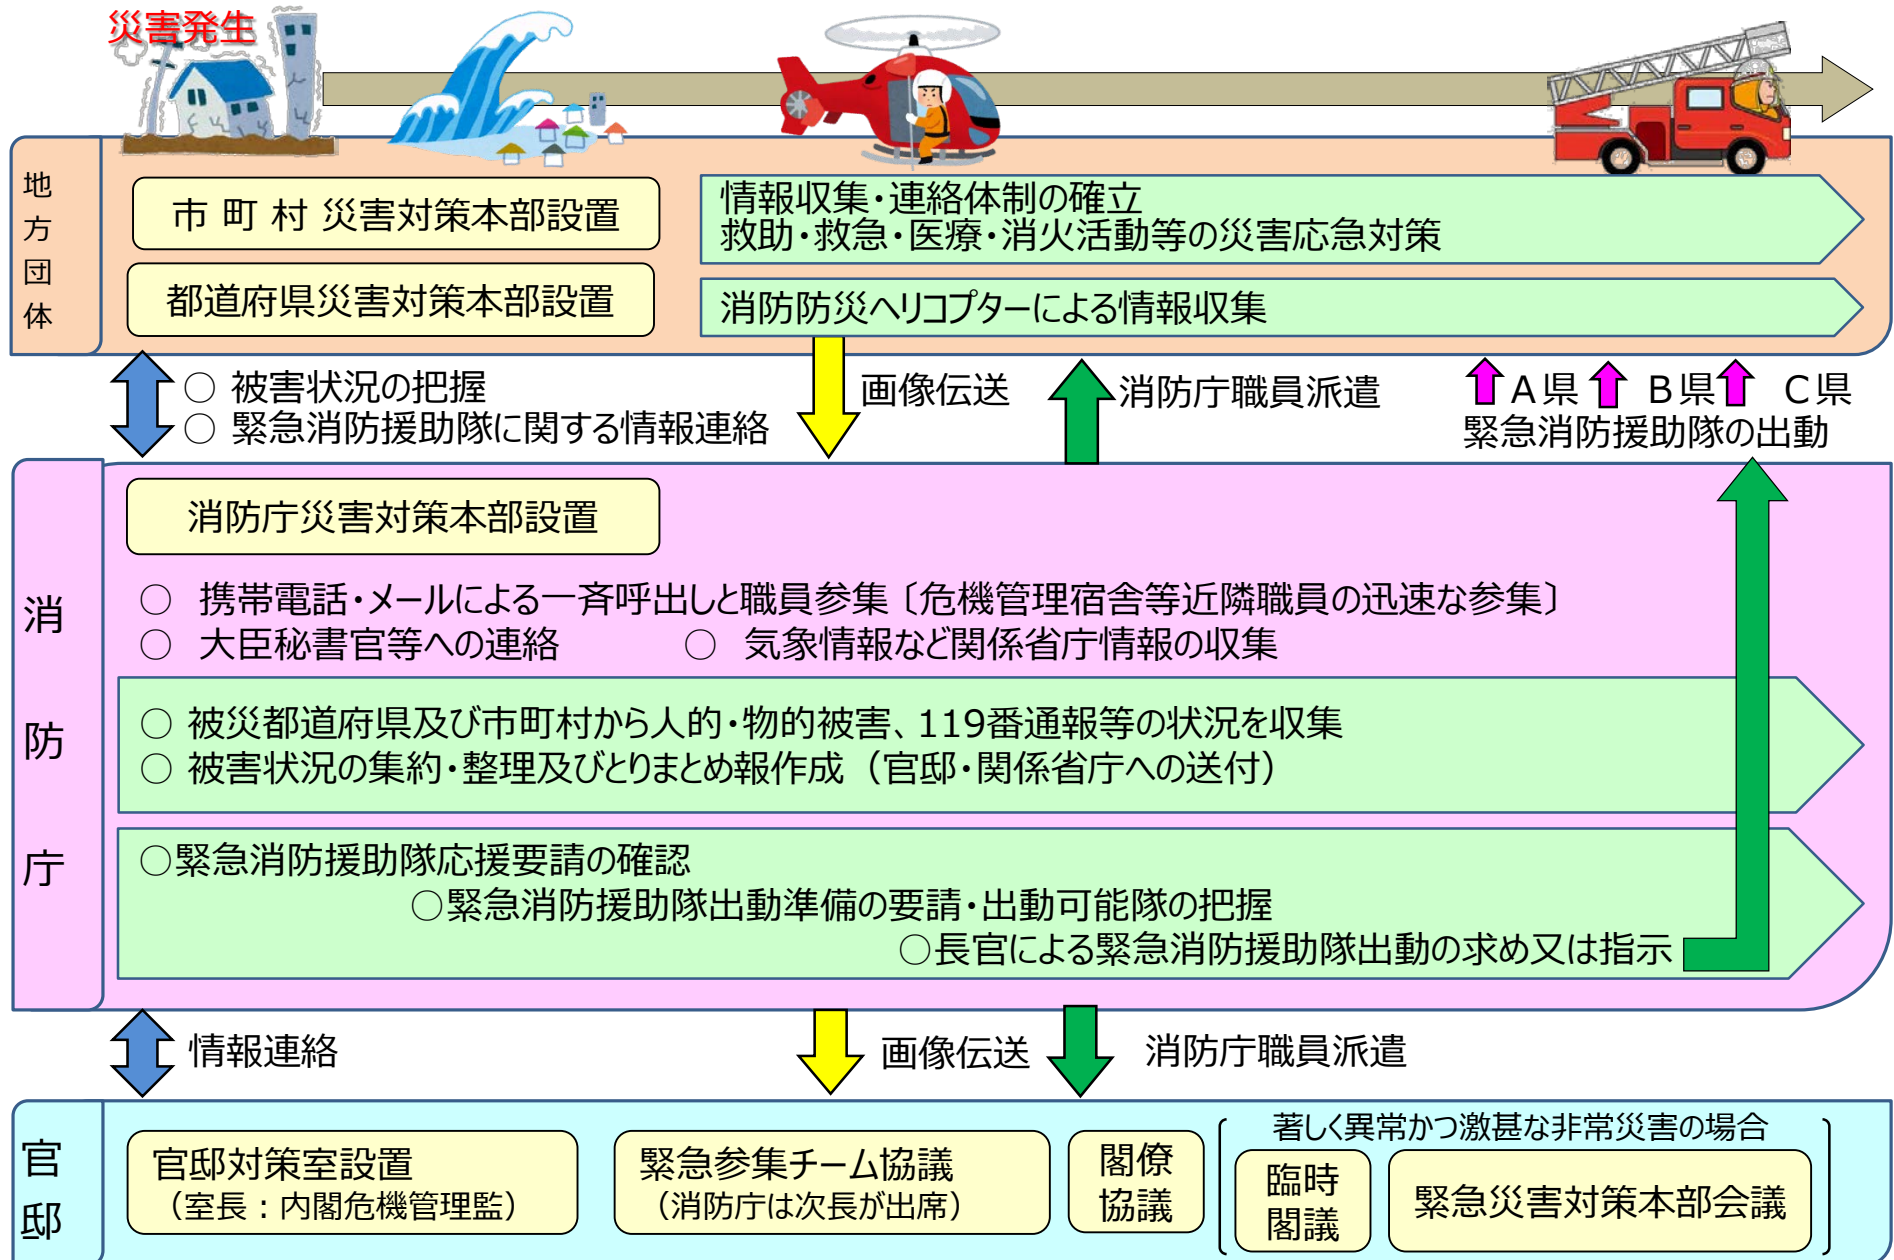 災害発生
地方団体
市 町 村 災害対策本部設置
情報収集・連絡体制の確立
救助・救急・医療・消火活動等の災害応急対策
都道府県災害対策本部設置
消防防災ヘリコプターによる情報収集
○ 被害状況の把握
○ 緊急消防援助隊に関する情報連絡
画像伝送
消防庁職員派遣
A県 B県 C県
緊急消防援助隊の出動
消防庁
消防庁災害対策本部設置
○ 携帯電話・メールによる一斉呼出しと職員参集〔危機管理宿舎等近隣職員の迅速な参集〕
○ 大臣秘書官等への連絡 ○ 気象情報など関係省庁情報の収集
○ 被災都道府県及び市町村から人的・物的被害、119番通報等の状況を収集
○ 被害状況の集約・整理及びとりまとめ報作成（官邸・関係省庁への送付）
○緊急消防援助隊応援要請の確認
○緊急消防援助隊出動準備の要請・出動可能隊の把握
○長官による緊急消防援助隊出動の求め又は指示
情報連絡
画像伝送
消防庁職員派遣
官邸
官邸対策室設置
（室長：内閣危機管理監）
緊急参集チーム協議
（消防庁は次長が出席）
閣僚
協議
著しく異常かつ激甚な非常災害の場合
臨時
閣議
緊急災害対策本部会議